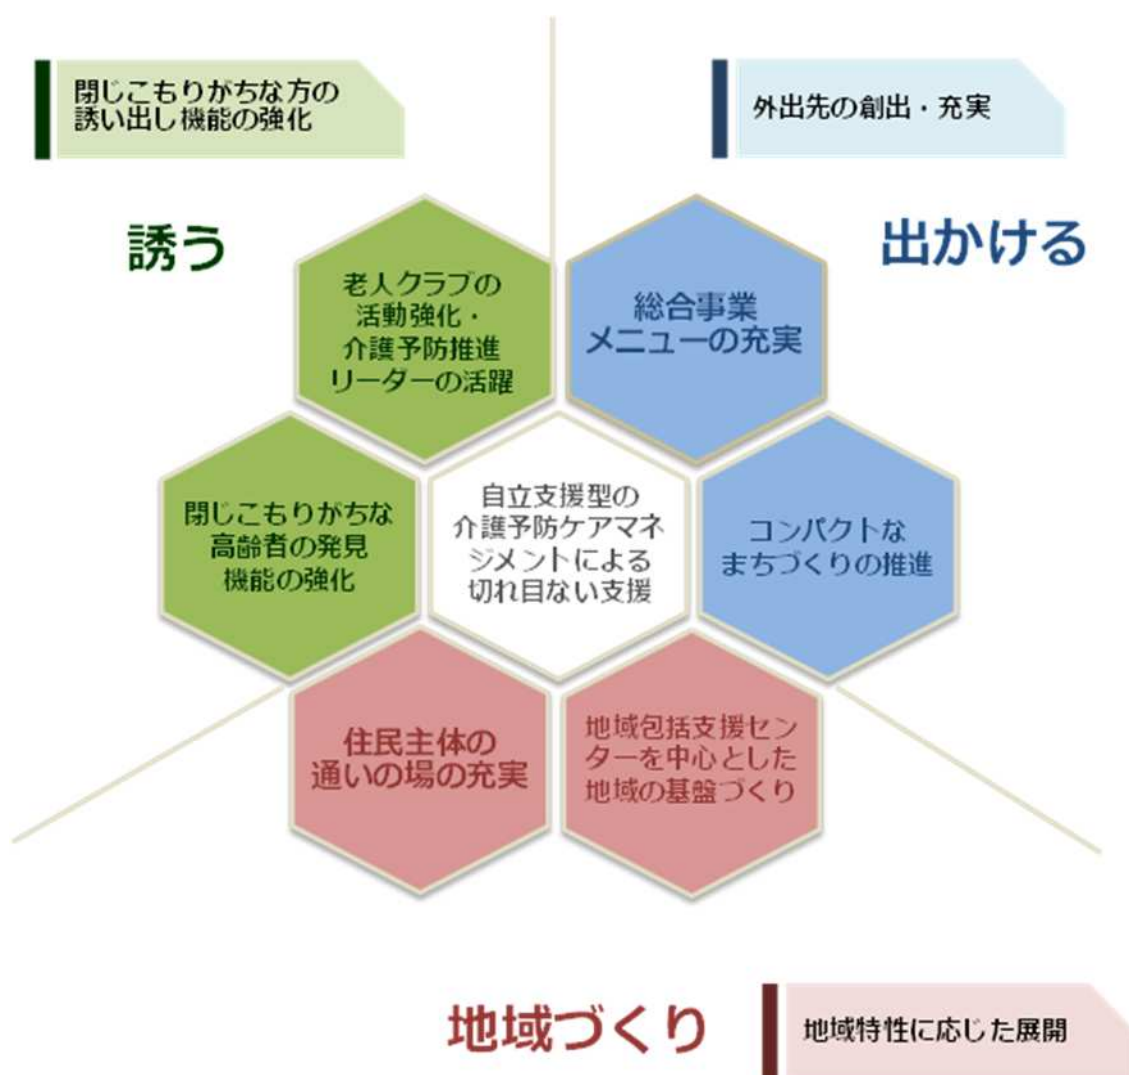 閉じこもりがちな方の
誘い出し機能の強化
外出先の創出・充実
誘う
出かける
老人クラブの
活動強化・
介護予防推進
リーダーの活躍
総合事業
メニューの充実
閉じこもりがちな
高齢者の発見
機能の強化
自立支援型の
介護予防ケアマネ
ジメントによる
切れ目ない支援
コンパクトな
まちづくりの推進
住民主体の
通いの場の充実
地域包括支援セン
ターを中心とした
地域の基盤づくり
地域づくり
地域特性に応じた展開